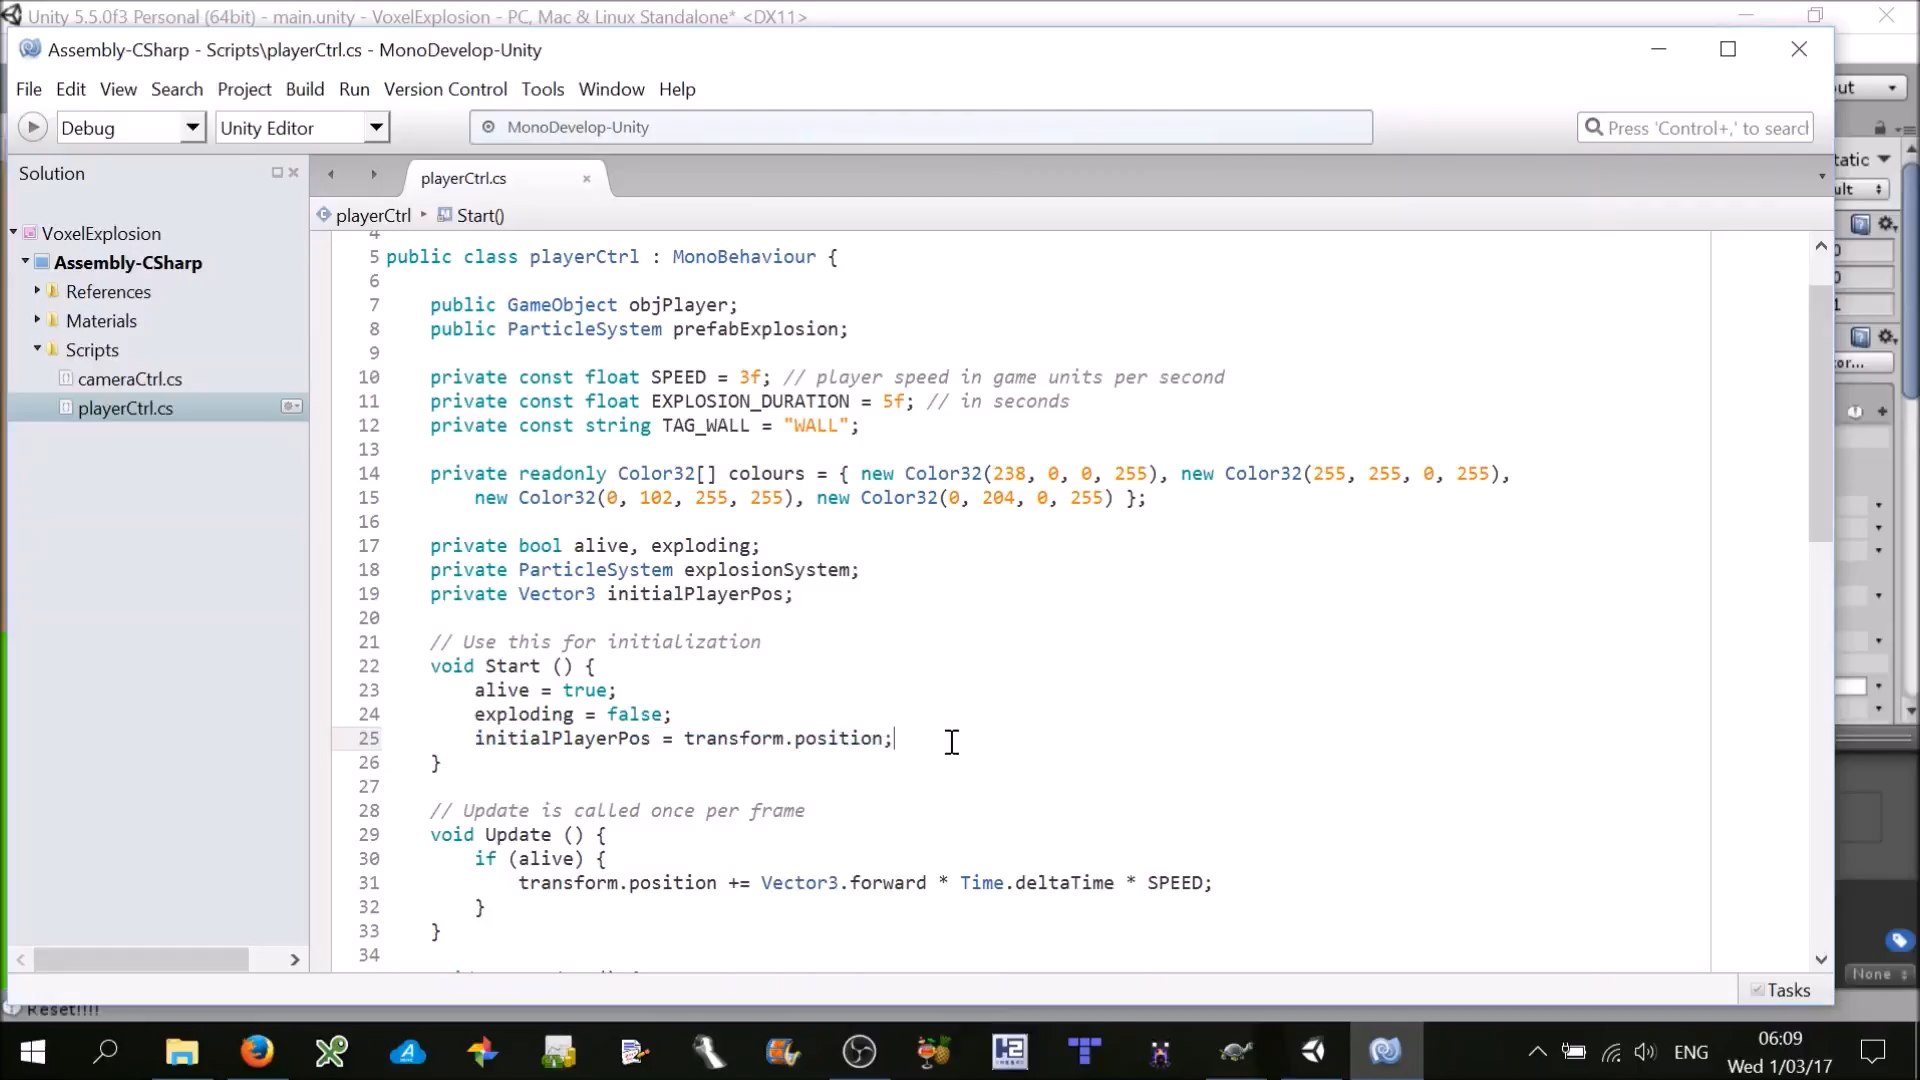 Unity 5.5.0f3 Personal (64bit) - main.unity - VoxelExplosion - PC, Mac & Linux Standalone* <DX11>
Assembly-CSharp - Scripts\playerCtrl.cs - MonoDevelop-Unity
File Edit View Search Project Build Run Version Control Tools Window Help
Debug Unity Editor MonoDevelop-Unity Press 'Control+,' to search
Solution
playerCtrl.cs
playerCtrl Start()
VoxelExplosion
Assembly-CSharp
References
Materials
Scripts
cameraCtrl.cs
playerCtrl.cs
4
5 public class playerCtrl : MonoBehaviour {
6
7 public GameObject objPlayer;
8 public ParticleSystem prefabExplosion;
9
10 private const float SPEED = 3f; // player speed in game units per second
11 private const float EXPLOSION_DURATION = 5f; // in seconds
12 private const string TAG_WALL = "WALL";
13
14 private readonly Color32[] colours = { new Color32(238, 0, 0, 255), new Color32(255, 255, 0, 255),
15 new Color32(0, 102, 255, 255), new Color32(0, 204, 0, 255) };
16
17 private bool alive, exploding;
18 private ParticleSystem explosionSystem;
19 private Vector3 initialPlayerPos;
20
21 // Use this for initialization
22 void Start () {
23 alive = true;
24 exploding = false;
25 initialPlayerPos = transform.position;
26 }
27
28 // Update is called once per frame
29 void Update () {
30 if (alive) {
31 transform.position += Vector3.forward * Time.deltaTime * SPEED;
32 }
33 }
34
Tasks
None
Reset!!!!
ENG
06:09
Wed 1/03/17